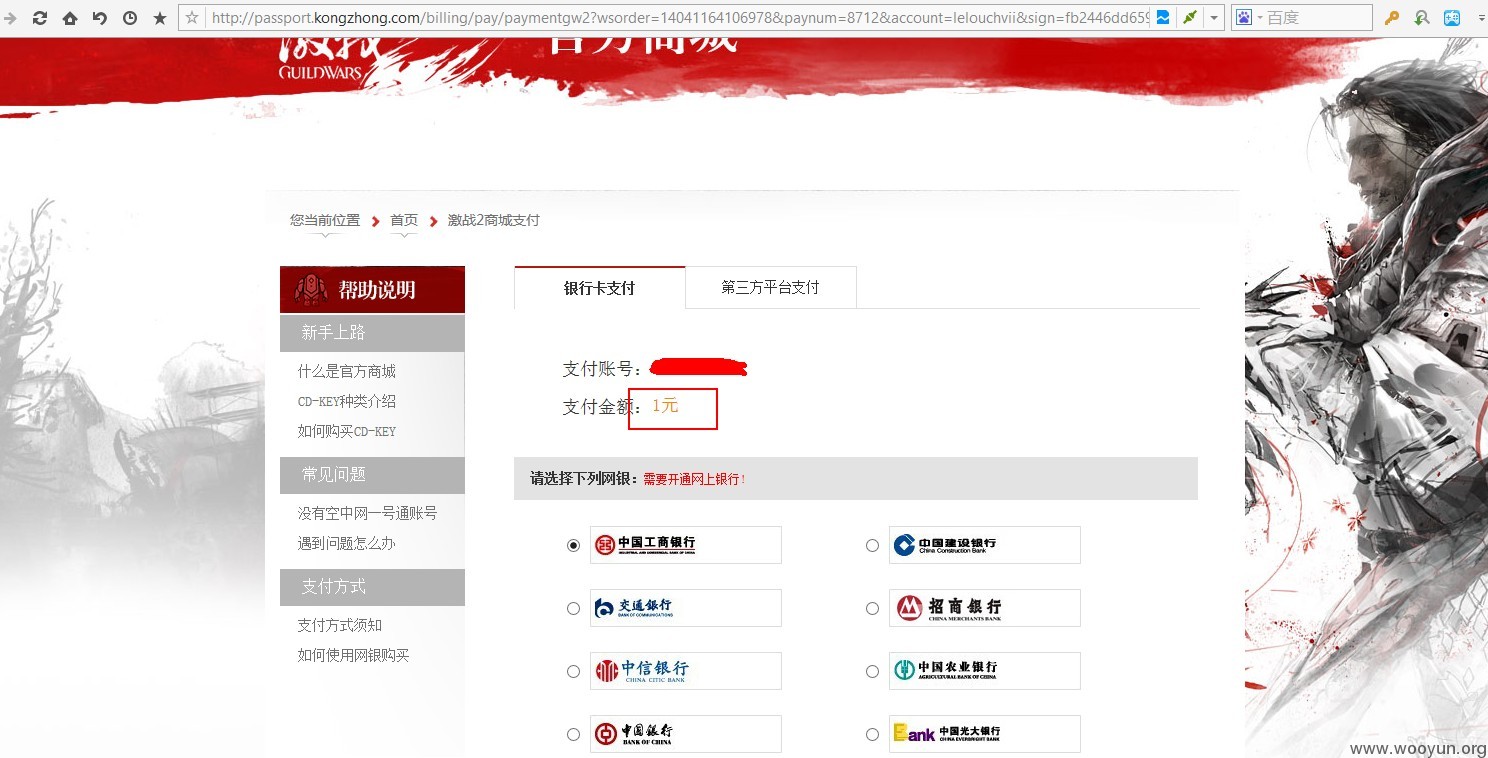 http://passport.kongzhong.com/billing/pay/paymentgw2?wsorder=14041164106978&paynum=8712&account=lelouchvii&sign=fb2446dd659
百度
激战
GUILDWARS
官方商城
您当前位置 首页 激战2商城支付
帮助说明
新手上路
什么是官方商城
CD-KEY种类介绍
如何购买CD-KEY
常见问题
没有空中网一号通账号
遇到问题怎么办
支付方式
支付方式须知
如何使用网银购买
银行卡支付 第三方平台支付
支付账号:
支付金额: 1元
请选择下列网银: 需要开通网上银行!
中国工商银行
INDUSTRIAL AND COMMERCIAL BANK OF CHINA
中国建设银行
China Construction Bank
交通银行
BANK OF COMMUNICATIONS
招商银行
CHINA MERCHANTS BANK
中信银行
CHINA CITIC BANK
中国农业银行
AGRICULTURAL BANK OF CHINA
中国银行
BANK OF CHINA
Bank 中国光大银行
CHINA EVERBRIGHT BANK
www.wooyun.org